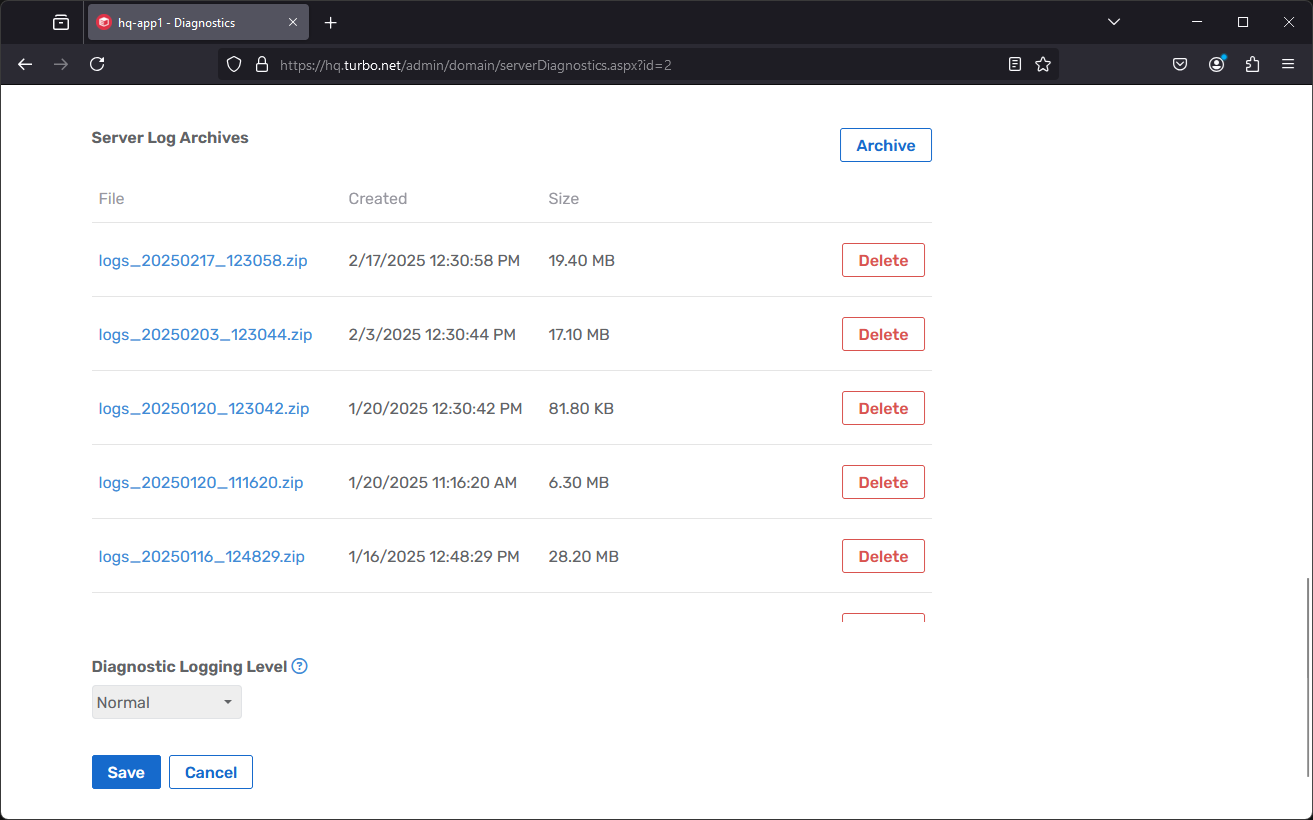 hq-app1 - Diagnostics
https://hq.turbo.net/admin/domain/serverDiagnostics.aspx?id=2
Server Log Archives
Archive
File Created Size
logs_20250217_123058.zip 2/17/2025 12:30:58 PM 19.40 MB Delete
logs_20250203_123044.zip 2/3/2025 12:30:44 PM 17.10 MB Delete
logs_20250120_123042.zip 1/20/2025 12:30:42 PM 81.80 KB Delete
logs_20250120_111620.zip 1/20/2025 11:16:20 AM 6.30 MB Delete
logs_20250116_124829.zip 1/16/2025 12:48:29 PM 28.20 MB Delete
Diagnostic Logging Level ?
Normal
Save Cancel